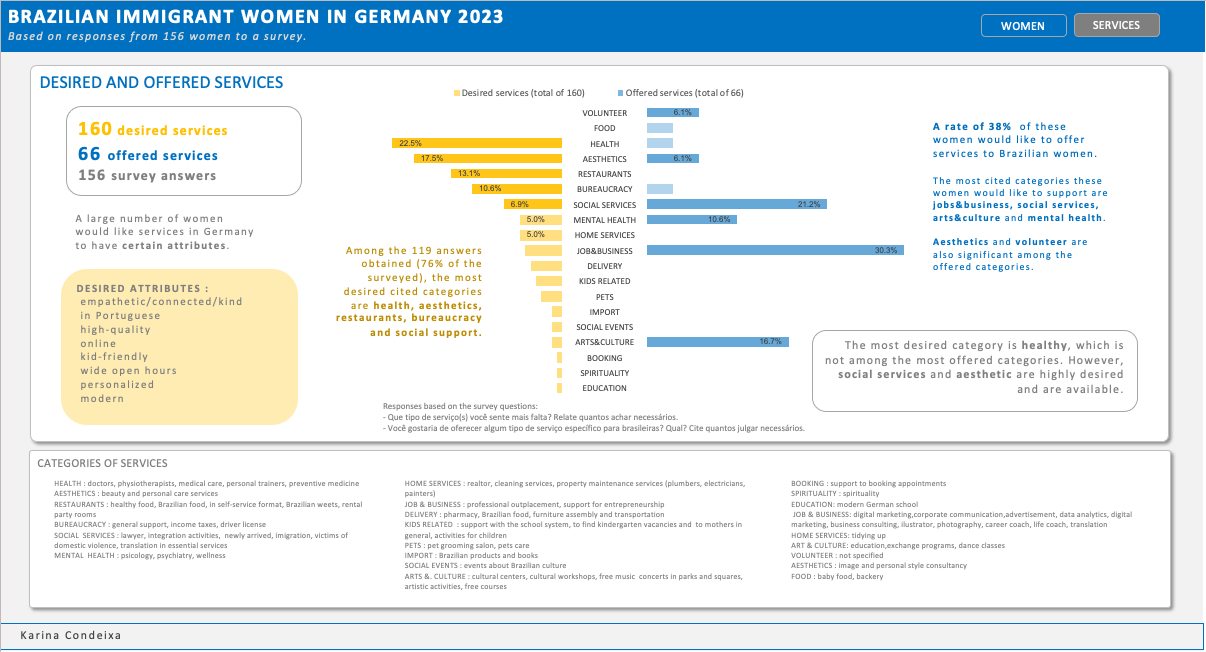 BRAZILIAN IMMIGRANT WOMEN IN GERMANY 2023
Based on responses from 156 women to a survey.
WOMEN
SERVICES
DESIRED AND OFFERED SERVICES
160 desired services
66 offered services
156 survey answers
A large number of women
would like services in Germany
to have certain attributes.
DESIRED ATTRIBUTES :
empathetic/connected/kind
in Portuguese
high-quality
online
kid-friendly
wide open hours
personalized
modern
Desired services (total of 160)
Offered services (total of 66)
VOLUNTEER 6.1%
FOOD
22.5% HEALTH
17.5% AESTHETICS 6.1%
13.1% RESTAURANTS
10.6% BUREAUCRACY
6.9% SOCIAL SERVICES 21.2%
5.0% MENTAL HEALTH 10.6%
5.0% HOME SERVICES
JOB&BUSINESS 30.3%
DELIVERY
KIDS RELATED
PETS
IMPORT
SOCIAL EVENTS
ARTS&CULTURE 16.7%
BOOKING
SPIRITUALITY
EDUCATION
Among the 119 answers
obtained (76% of the
surveyed), the most
desired cited categories
are health, aesthetics,
restaurants, bureaucracy
and social support.
Responses based on the survey questions:
- Que tipo de serviço(s) você sente mais falta? Relate quantos achar necessários.
- Você gostaria de oferecer algum tipo de serviço específico para brasileiras? Qual? Cite quantos julgar necessários.
A rate of 38% of these
women would like to offer
services to Brazilian women.
The most cited categories these
women would like to support are
jobs&business, social services,
arts&culture and mental health.
Aesthetics and volunteer are
also significant among the
offered categories.
The most desired category is healthy, which is
not among the most offered categories. However,
social services and aesthetic are highly desired
and are available.
CATEGORIES OF SERVICES
HEALTH : doctors, physiotherapists, medical care, personal trainers, preventive medicine
AESTHETICS : beauty and personal care services
RESTAURANTS : healthy food, Brazilian food, in self-service format, Brazilian weets, rental
party rooms
BUREAUCRACY : general support, income taxes, driver license
SOCIAL SERVICES : lawyer, integration activities, newly arrived, imigration, victims of
domestic violence, translation in essential services
MENTAL HEALTH : psicology, psychiatry, wellness
HOME SERVICES : realtor, cleaning services, property maintenance services (plumbers, electricians,
painters)
JOB & BUSINESS : professional outplacement, support for entrepreneurship
DELIVERY : pharmacy, Brazilian food, furniture assembly and transportation
KIDS RELATED : support with the school system, to find kindergarten vacancies and to mothers in
general, activities for children
PETS : pet grooming salon, pets care
IMPORT : Brazilian products and books
SOCIAL EVENTS : events about Brazilian culture
ARTS &. CULTURE : cultural centers, cultural workshops, free music concerts in parks and squares,
artistic activities, free courses
BOOKING : support to booking appointments
SPIRITUALITY : spirituality
EDUCATION: modern German school
JOB & BUSINESS: digital marketing,corporate communication,advertisement, data analytics, digital
marketing, business consulting, ilustrator, photography, career coach, life coach, translation
HOME SERVICES: tidying up
ART & CULTURE: education,exchange programs, dance classes
VOLUNTEER : not specified
AESTHETICS : image and personal style consultancy
FOOD : baby food, backery
Karina Condeixa